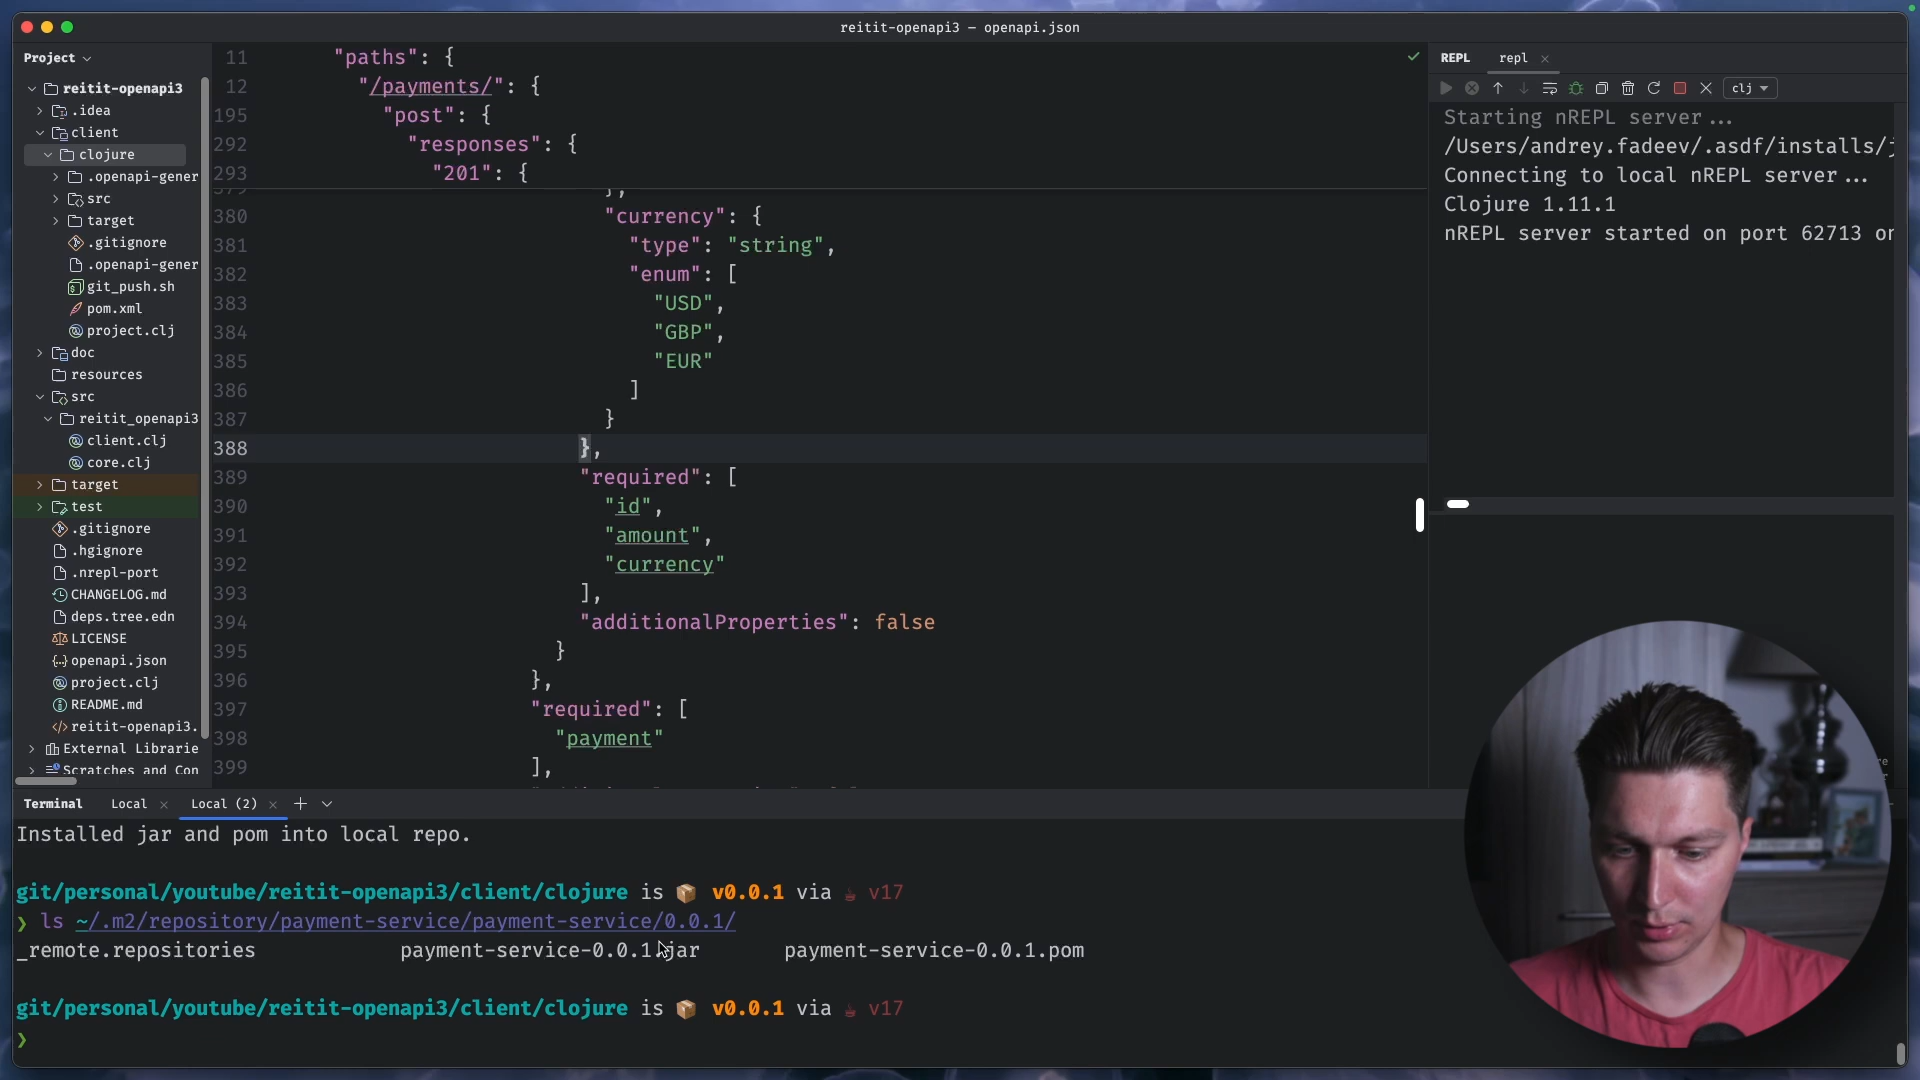 reitit-openapi3 – openapi.json
Project
reitit-openapi3
.idea
client
clojure
.openapi-gener
src
target
.gitignore
.openapi-gener
git_push.sh
pom.xml
project.clj
doc
resources
src
reitit_openapi3
client.clj
core.clj
target
test
.gitignore
.hgignore
.nrepl-port
CHANGELOG.md
deps.tree.edn
LICENSE
openapi.json
project.clj
README.md
reitit-openapi3.
External Librarie
Scratches and Con
11 "paths": {
12 "/payments/": {
195 "post": {
292 "responses": {
293 "201": {
379 },
380 "currency": {
381 "type": "string",
382 "enum": [
383 "USD",
384 "GBP",
385 "EUR"
386 ]
387 }
388 },
389 "required": [
390 "id",
391 "amount",
392 "currency"
393 ],
394 "additionalProperties": false
395 }
396 },
397 "required": [
398 "payment"
399 ],
REPL repl
clj
Starting nREPL server...
/Users/andrey.fadeev/.asdf/installs/j
Connecting to local nREPL server...
Clojure 1.11.1
nREPL server started on port 62713 on
Terminal Local Local (2)
Installed jar and pom into local repo.
git/personal/youtube/reitit-openapi3/client/clojure is 📦 v0.0.1 via ☕ v17
❯ ls ~/.m2/repository/payment-service/payment-service/0.0.1/
_remote.repositories payment-service-0.0.1.jar payment-service-0.0.1.pom
git/personal/youtube/reitit-openapi3/client/clojure is 📦 v0.0.1 via ☕ v17
❯